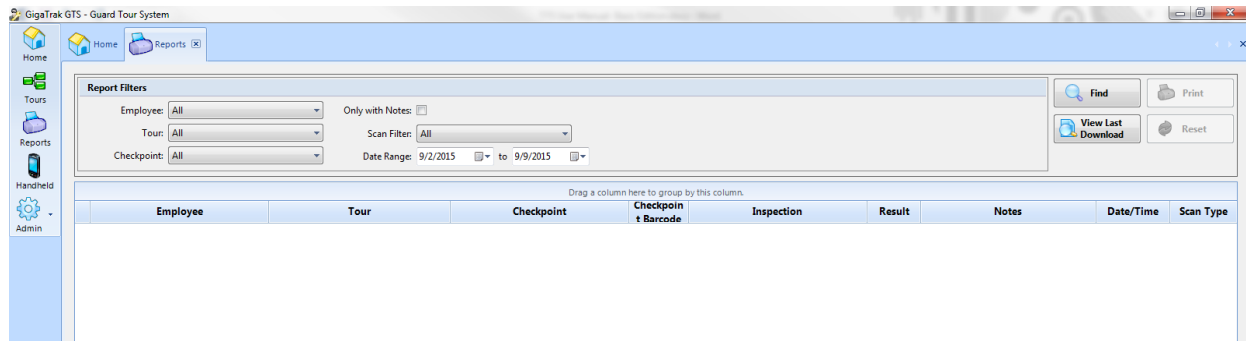 GigaTrak GTS - Guard Tour System
Home
Home
Reports
Tours
Reports
Handheld
Admin
Report Filters
Employee: All
Only with Notes:
Tour: All
Scan Filter: All
Checkpoint: All
Date Range: 9/2/2015 to 9/9/2015
Find
Print
View Last
Download
Reset
Drag a column here to group by this column.
Employee
Tour
Checkpoint
Checkpoin
t Barcode
Inspection
Result
Notes
Date/Time
Scan Type